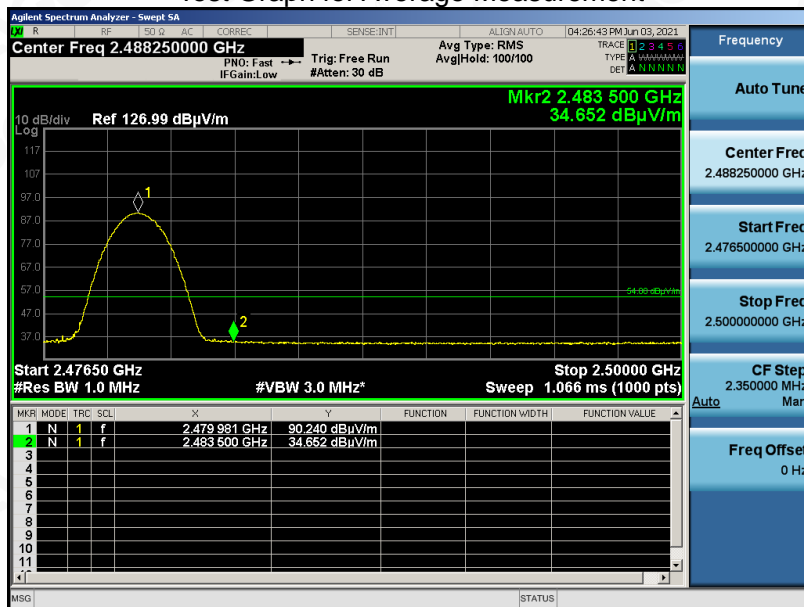 Test Graph for Average Measurement
Agilent Spectrum Analyzer - Swept SA
LXI R RF 50 Ω AC CORREC SENSE:INT ALIGN AUTO 04:26:43 PM Jun 03, 2021
Center Freq 2.488250000 GHz
PNO: Fast
IFGain:Low
Trig: Free Run
#Atten: 30 dB
Avg Type: RMS
Avg|Hold: 100/100
TRACE 1 2 3 4 5 6
TYPE A WWWWW
DET A N N N N N
Mkr2 2.483 500 GHz
34.652 dBµV/m
10 dB/div Ref 126.99 dBµV/m
Log
117
107
97.0
87.0
77.0
67.0
57.0
47.0
37.0
1
2
54.00 dBµV/m
Start 2.47650 GHz Stop 2.50000 GHz
#Res BW 1.0 MHz #VBW 3.0 MHz* Sweep 1.066 ms (1000 pts)
MKR MODE TRC SCL X Y FUNCTION FUNCTION WIDTH FUNCTION VALUE
1 N 1 f 2.479 981 GHz 90.240 dBµV/m
2 N 1 f 2.483 500 GHz 34.652 dBµV/m
3
4
5
6
7
8
9
10
11
MSG STATUS
Frequency
Auto Tune
Center Freq
2.488250000 GHz
Start Freq
2.476500000 GHz
Stop Freq
2.500000000 GHz
CF Step
2.350000 MHz
Auto Man
Freq Offset
0 Hz